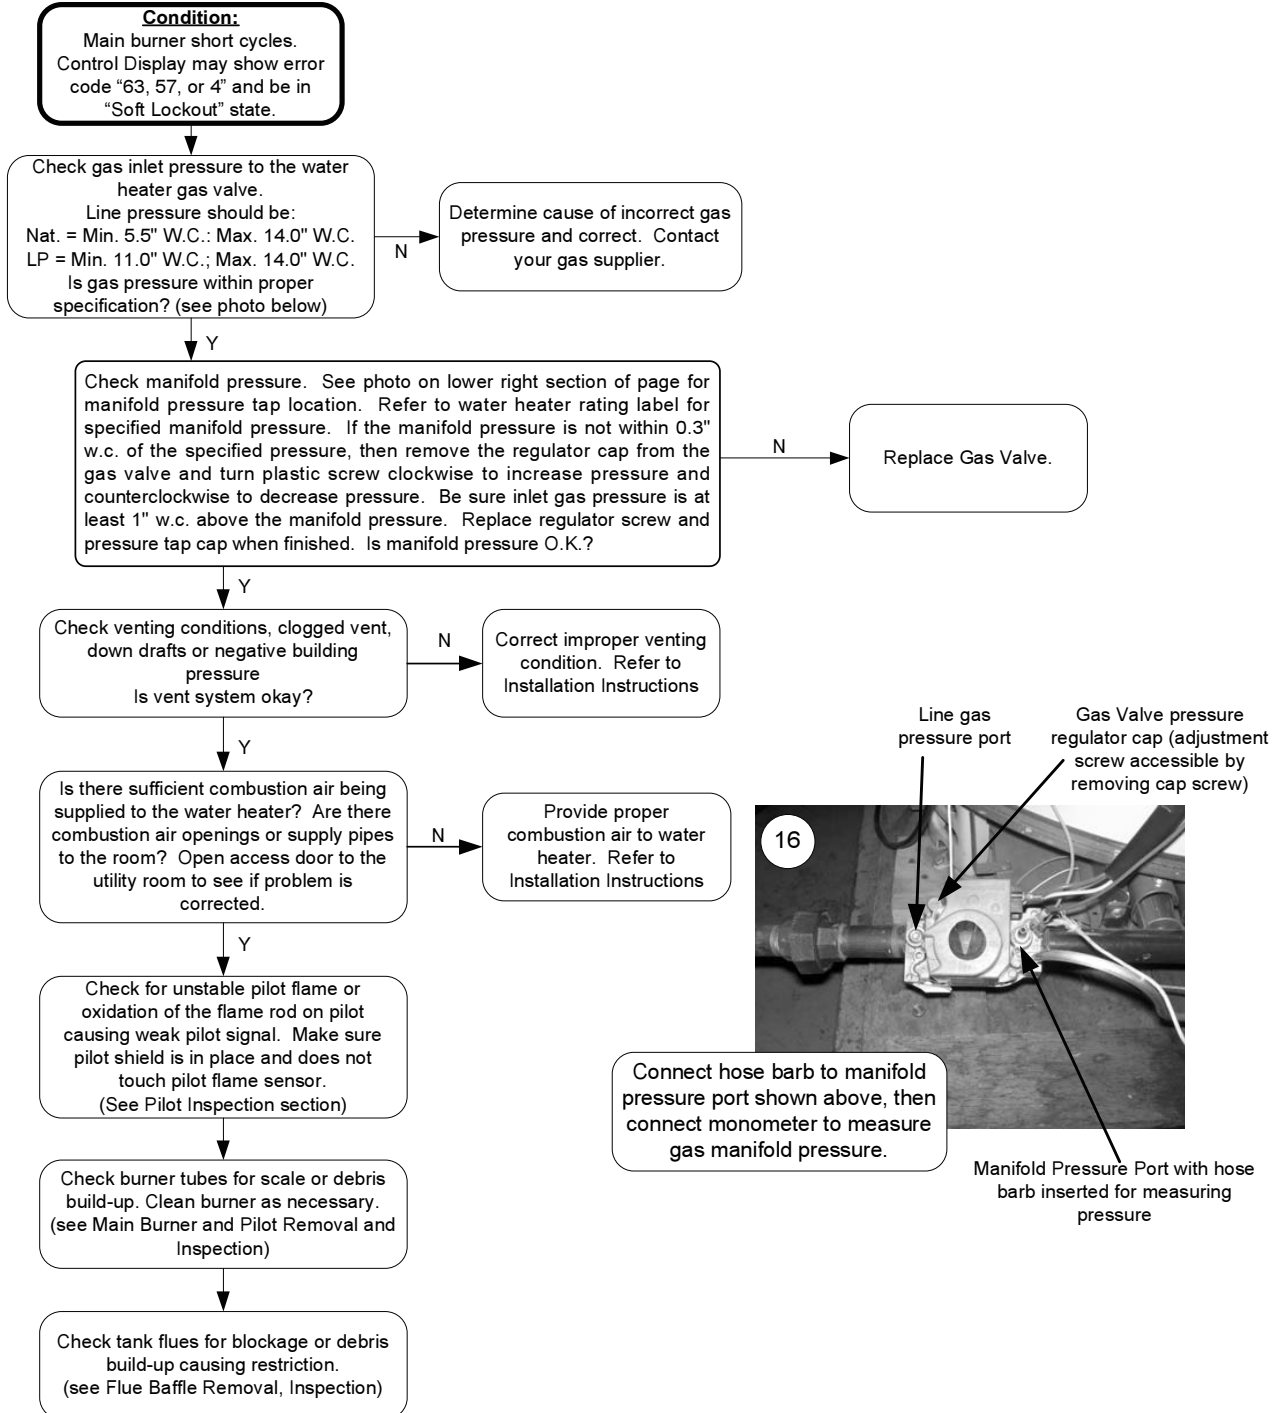 Condition:
Main burner short cycles.
Control Display may show error
code “63, 57, or 4” and be in
“Soft Lockout” state.
Check gas inlet pressure to the water
heater gas valve.
Line pressure should be:
Nat. = Min. 5.5" W.C.: Max. 14.0" W.C.
LP = Min. 11.0" W.C.; Max. 14.0" W.C.
Is gas pressure within proper
specification? (see photo below)
N
Determine cause of incorrect gas
pressure and correct.  Contact
your gas supplier.
Y
Check manifold pressure.  See photo on lower right section of page for
manifold pressure tap location.  Refer to water heater rating label for
specified manifold pressure.  If the manifold pressure is not within 0.3"
w.c. of the specified pressure, then remove the regulator cap from the
gas valve and turn plastic screw clockwise to increase pressure and
counterclockwise to decrease pressure.  Be sure inlet gas pressure is at
least 1" w.c. above the manifold pressure.  Replace regulator screw and
pressure tap cap when finished.  Is manifold pressure O.K.?
N
Replace Gas Valve.
Y
Check venting conditions, clogged vent,
down drafts or negative building
pressure
Is vent system okay?
N
Correct improper venting
condition.  Refer to
Installation Instructions
Y
Is there sufficient combustion air being
supplied to the water heater?  Are there
combustion air openings or supply pipes
to the room?  Open access door to the
utility room to see if problem is
corrected.
N
Provide proper
combustion air to water
heater.  Refer to
Installation Instructions
Y
Check for unstable pilot flame or
oxidation of the flame rod on pilot
causing weak pilot signal.  Make sure
pilot shield is in place and does not
touch pilot flame sensor.
(See Pilot Inspection section)
Check burner tubes for scale or debris
build-up. Clean burner as necessary.
(see Main Burner and Pilot Removal and
Inspection)
Check tank flues for blockage or debris
build-up causing restriction.
(see Flue Baffle Removal, Inspection)
Line gas
pressure port
Gas Valve pressure
regulator cap (adjustment
screw accessible by
removing cap screw)
16
Connect hose barb to manifold
pressure port shown above, then
connect monometer to measure
gas manifold pressure.
Manifold Pressure Port with hose
barb inserted for measuring
pressure